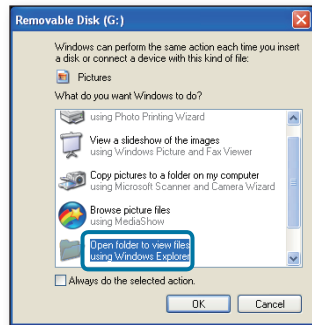 Removable Disk (G:)
Windows can perform the same action each time you insert
a disk or connect a device with this kind of file:
Pictures
What do you want Windows to do?
using Photo Printing Wizard
View a slideshow of the images
using Windows Picture and Fax Viewer
Copy pictures to a folder on my computer
using Microsoft Scanner and Camera Wizard
Browse picture files
using MediaShow
Open folder to view files
using Windows Explorer
Always do the selected action.
OK
Cancel